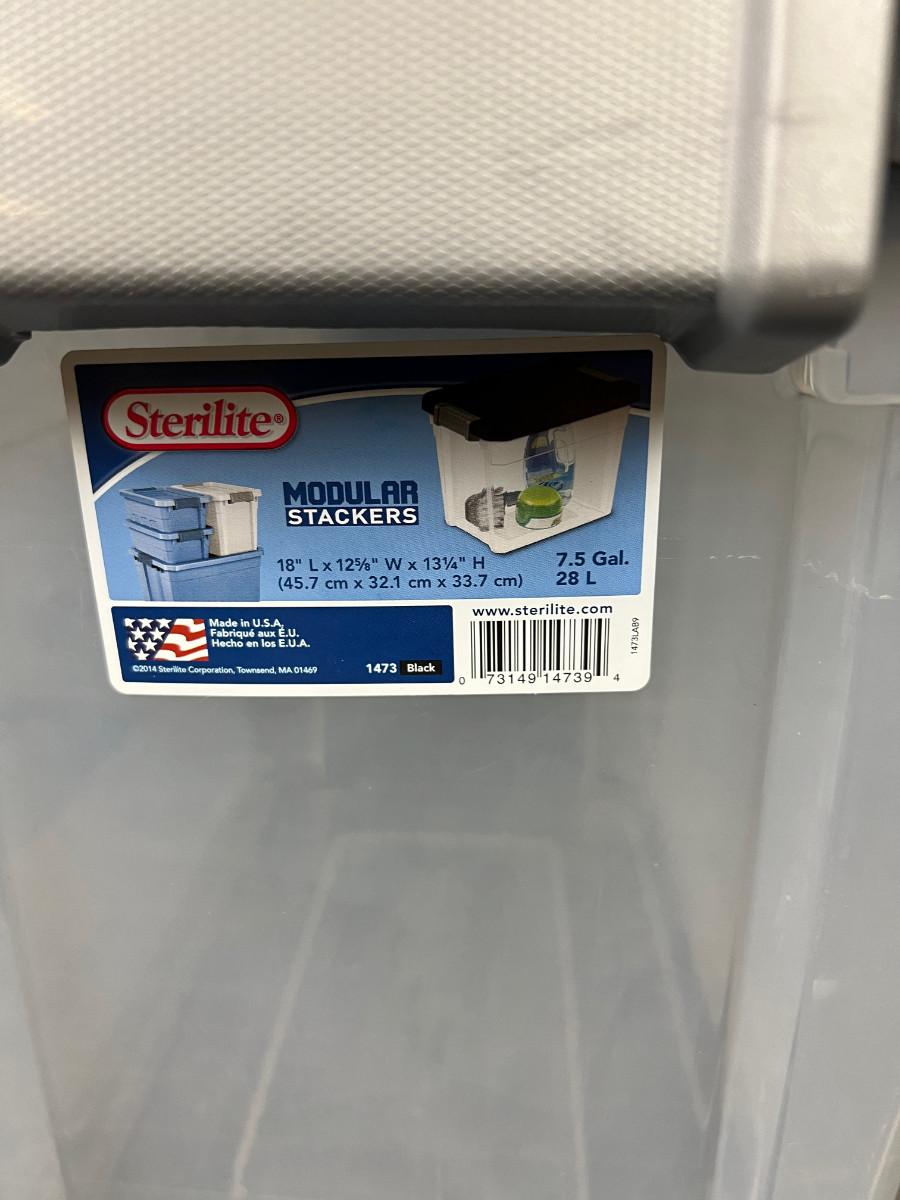 Sterilite®
MODULAR
STACKERS
18" L x 12⅝" W x 13¼" H
(45.7 cm x 32.1 cm x 33.7 cm)
7.5 Gal.
28 L
Made in U.S.A.
Fabriqué aux É.U.
Hecho en los E.U.A.
©2014 Sterilite Corporation, Townsend, MA 01469
1473 Black
www.sterilite.com
0 73149 14739 4
1473LAB9